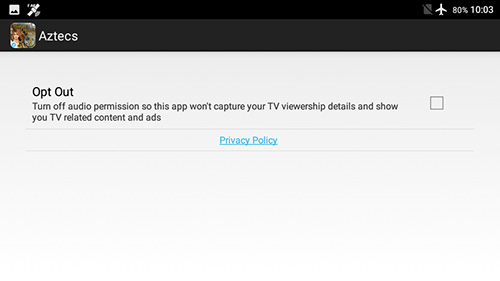 80% 10:03
Aztecs
Opt Out
Turn off audio permission so this app won't capture your TV viewership details and show
you TV related content and ads
Privacy Policy